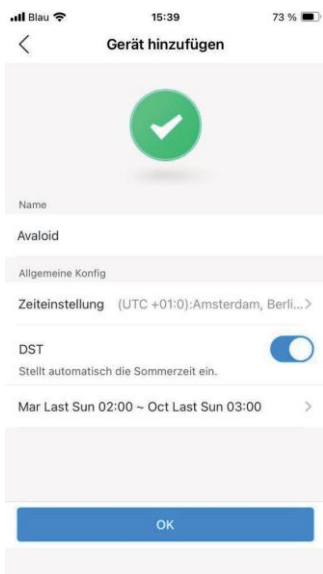 Blau 15:39 73 %
Gerät hinzufügen
Name
Avaloid
Allgemeine Konfig
Zeiteinstellung (UTC +01:0):Amsterdam, Berli...
DST
Stellt automatisch die Sommerzeit ein.
Mar Last Sun 02:00 ~ Oct Last Sun 03:00
OK